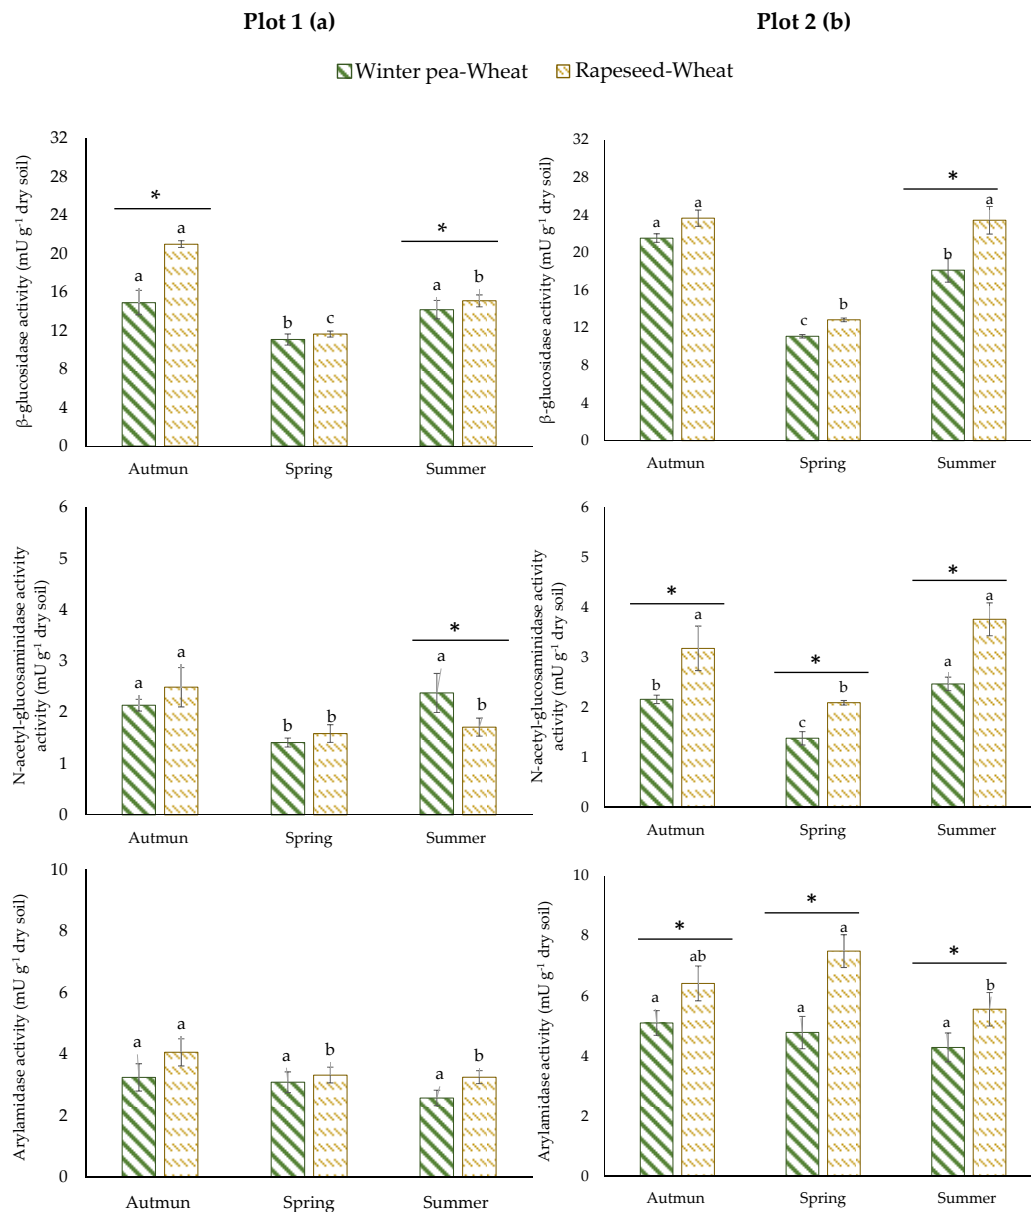 Plot 1 (a)
Plot 2 (b)
Winter pea-Wheat
Rapeseed-Wheat
β-glucosidase activity (mU g⁻¹ dry soil)
32
28
24
20
16
12
8
4
0
*
a
a
b
c
*
a
b
Autmun
Spring
Summer
β-glucosidase activity (mU g⁻¹ dry soil)
32
28
24
20
16
12
8
4
0
a
a
c
b
*
b
a
Autmun
Spring
Summer
N-acetyl-glucosaminidase activity
activity (mU g⁻¹ dry soil)
6
5
4
3
2
1
0
a
a
b
b
*
a
b
Autmun
Spring
Summer
N-acetyl-glucosaminidase activity
activity (mU g⁻¹ dry soil)
6
5
4
3
2
1
0
*
b
a
*
c
b
*
a
a
Autmun
Spring
Summer
Arylamidase activity (mU g⁻¹ dry soil)
10
8
6
4
2
0
a
a
a
b
a
b
Autmun
Spring
Summer
Arylamidase activity (mU g⁻¹ dry soil)
10
8
6
4
2
0
*
a
ab
*
a
a
*
a
b
Autmun
Spring
Summer